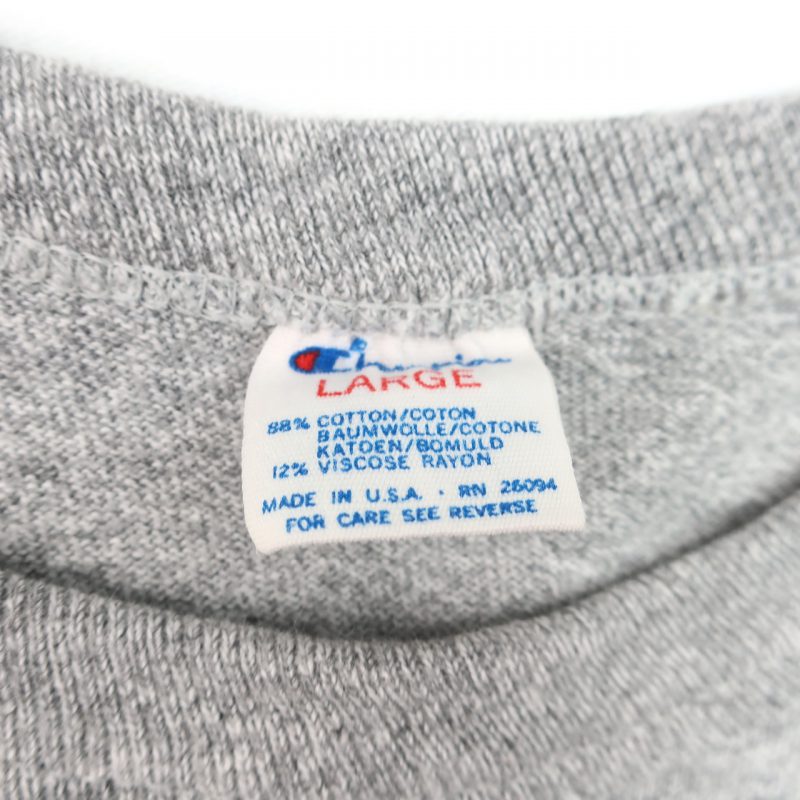 Champion
LARGE
88% COTTON/COTON
BAUMWOLLE/COTONE
KATOEN/BOMULD
12% VISCOSE RAYON
MADE IN U.S.A. · RN 26094
FOR CARE SEE REVERSE